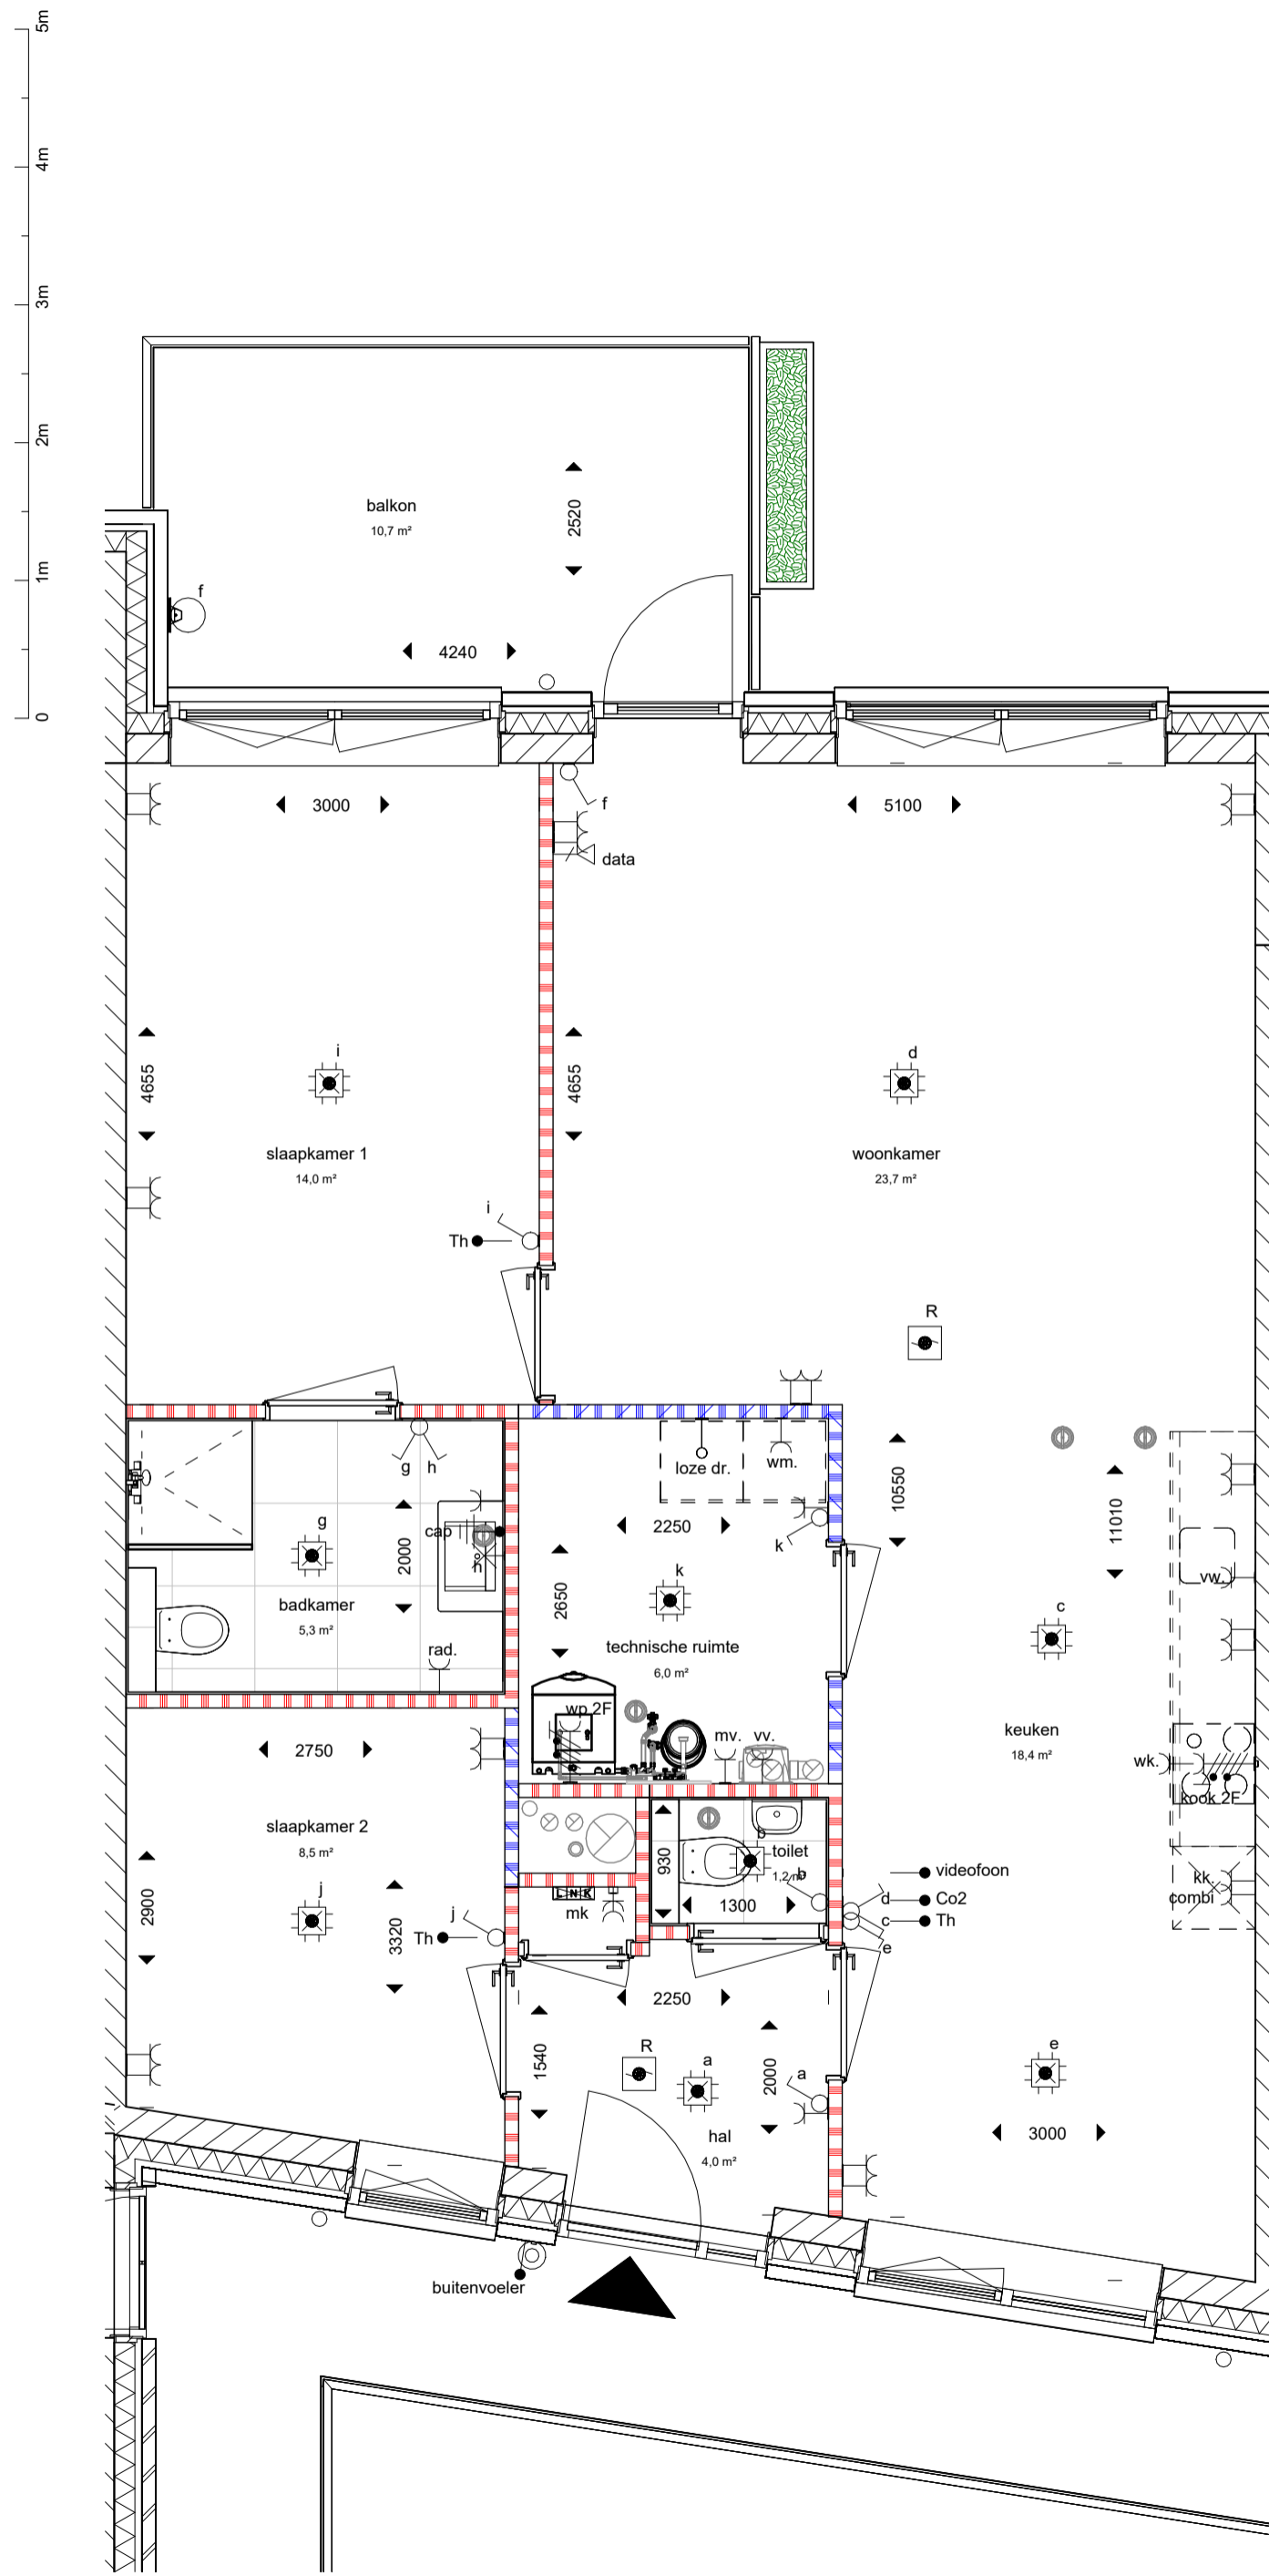 5m
4m
3m
2m
1m
0
balkon
10,7 m²
2520
f
4240
3000
f
5100
data
i
d
4655
4655
slaapkamer 1
14,0 m²
woonkamer
23,7 m²
i
Th
R
g h
loze dr.
wm.
10550
11010
2250
k
g
cap
h
2000
2650
k
vw.
badkamer
5,3 m²
c
rad.
technische ruimte
6,0 m²
wp 2F
mv.
vv.
keuken
18,4 m²
wk.
kook 2F
2750
slaapkamer 2
8,5 m²
b
toilet
1,2 m²
930
b
1300
videofoon
d
Co2
c
Th
e
kk.
combi
L N K
mk
j
2900
j
Th
3320
2250
1540
R
a
2000
a
e
hal
4,0 m²
3000
buitenvoeler